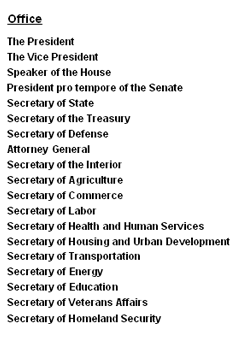 Office
The President
The Vice President
Speaker of the House
President pro tempore of the Senate
Secretary of State
Secretary of the Treasury
Secretary of Defense
Attorney General
Secretary of the Interior
Secretary of Agriculture
Secretary of Commerce
Secretary of Labor
Secretary of Health and Human Services
Secretary of Housing and Urban Development
Secretary of Transportation
Secretary of Energy
Secretary of Education
Secretary of Veterans Affairs
Secretary of Homeland Security